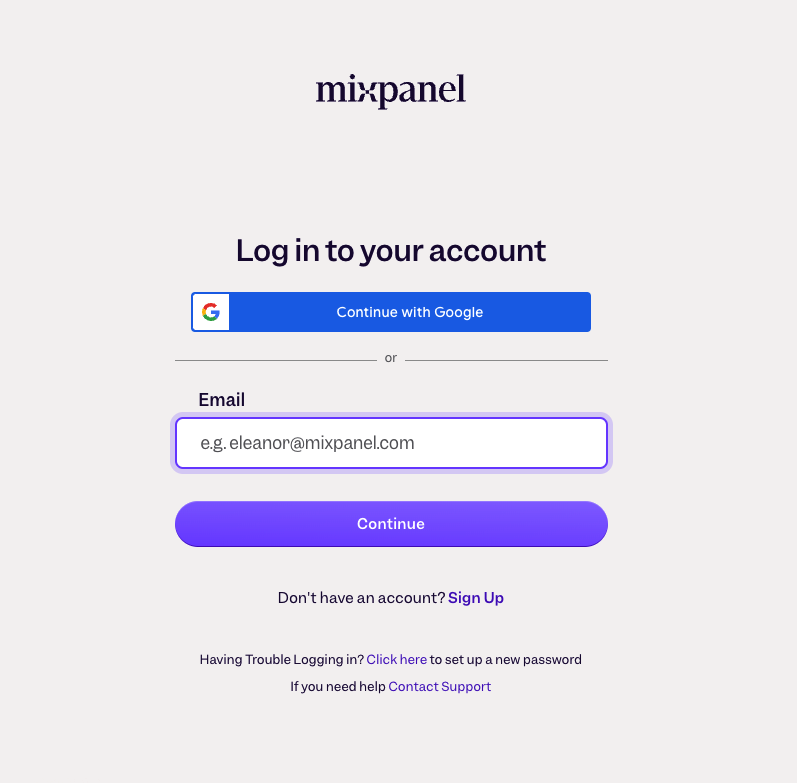 mixpanel
Log in to your account
Continue with Google
or
Email
e.g. eleanor@mixpanel.com
Continue
Don't have an account? Sign Up
Having Trouble Logging in? Click here to set up a new password
If you need help Contact Support